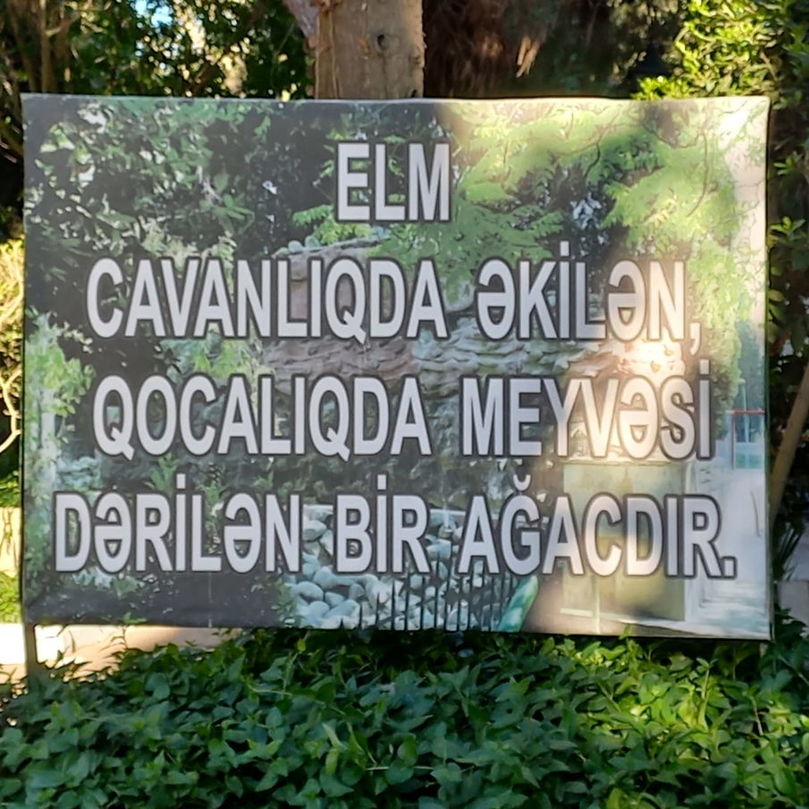 ELM
CAVANLIQDA ƏKİLƏN,
QOCALIQDA MEYVƏSİ
DƏRİLƏN BİR AĞACDIR.